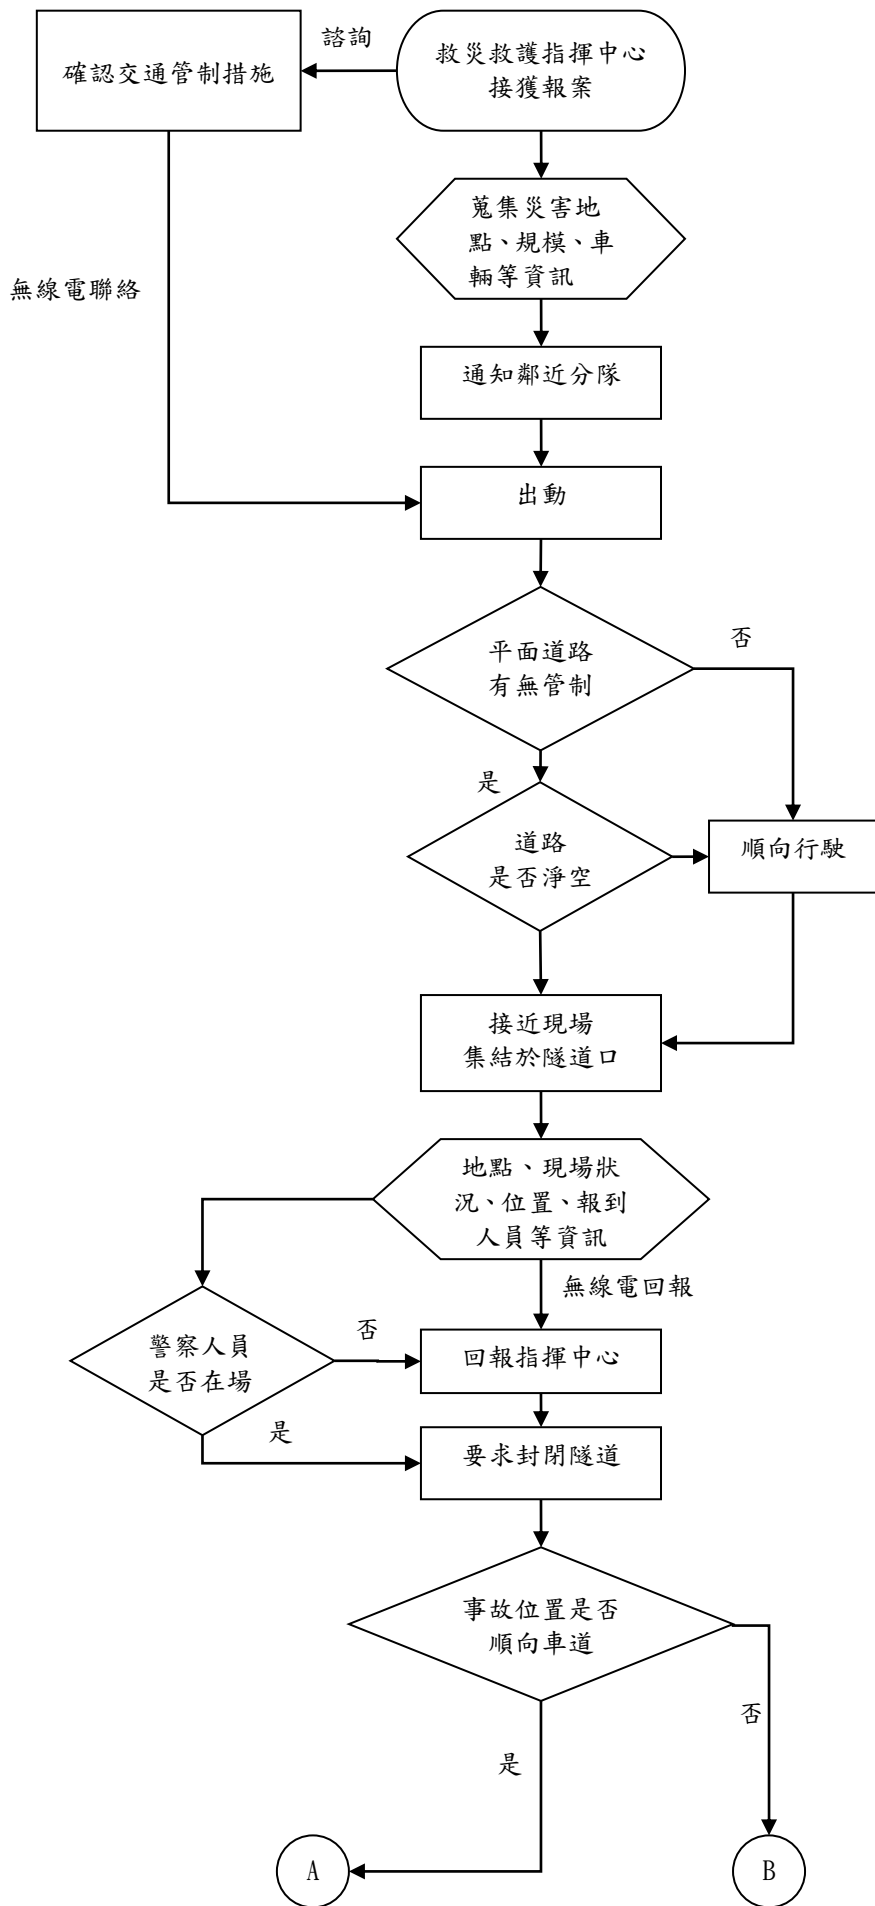 諮詢
確認交通管制措施
救災救護指揮中心
接獲報案
蒐集災害地
點、規模、車
輛等資訊
無線電聯絡
通知鄰近分隊
出動
平面道路
有無管制
否
是
道路
是否淨空
順向行駛
接近現場
集結於隧道口
地點、現場狀
況、位置、報到
人員等資訊
無線電回報
警察人員
是否在場
否
回報指揮中心
是
要求封閉隧道
事故位置是否
順向車道
否
是
A
B